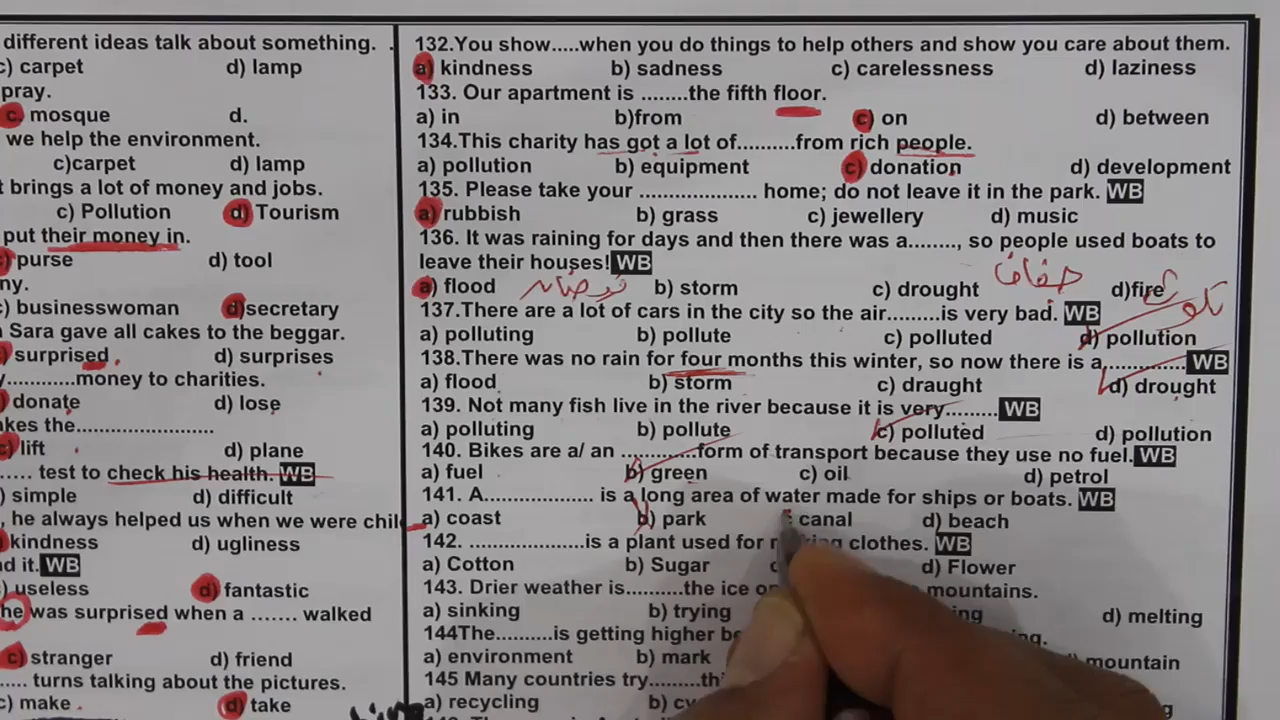 different ideas talk about something.
c) carpet d) lamp
pray.
c. mosque d.
we help the environment.
c)carpet d) lamp
t brings a lot of money and jobs.
c) Pollution d) Tourism
put their money in.
) purse d) tool
ny.
c) businesswoman d)secretary
Sara gave all cakes to the beggar.
) surprised d) surprises
y............money to charities.
) donate d) lose
akes the......................
c) lift d) plane
..... test to check his health. WB
) simple d) difficult
, he always helped us when we were chil
kindness d) ugliness
nd it. WB
) useless d) fantastic
he was surprised when a ....... walked
c) stranger d) friend
..... turns talking about the pictures.
c) make d) take
132.You show.....when you do things to help others and show you care about them.
a) kindness b) sadness c) carelessness d) laziness
133. Our apartment is ........the fifth floor.
a) in b)from c) on d) between
134.This charity has got a lot of..........from rich people.
a) pollution b) equipment c) donation d) development
135. Please take your .................. home; do not leave it in the park. WB
a) rubbish b) grass c) jewellery d) music
136. It was raining for days and then there was a........, so people used boats to
leave their houses! WB
جفاف
a) flood فيضان b) storm c) drought d)fire
137.There are a lot of cars in the city so the air.........is very bad. WB
تلوث
a) polluting b) pollute c) polluted d) pollution
138.There was no rain for four months this winter, so now there is a............. WB
a) flood b) storm c) draught d) drought
139. Not many fish live in the river because it is very......... WB
a) polluting b) pollute c) polluted d) pollution
140. Bikes are a/ an .............form of transport because they use no fuel. WB
a) fuel b) green c) oil d) petrol
141. A................... is a long area of water made for ships or boats. WB
a) coast b) park canal d) beach
142. ....................is a plant used for making clothes. WB
a) Cotton b) Sugar d) Flower
143. Drier weather is..........the ice on mountains.
a) sinking b) trying d) melting
144The..........is getting higher
a) environment b) mark mountain
145 Many countries try.........
a) recycling